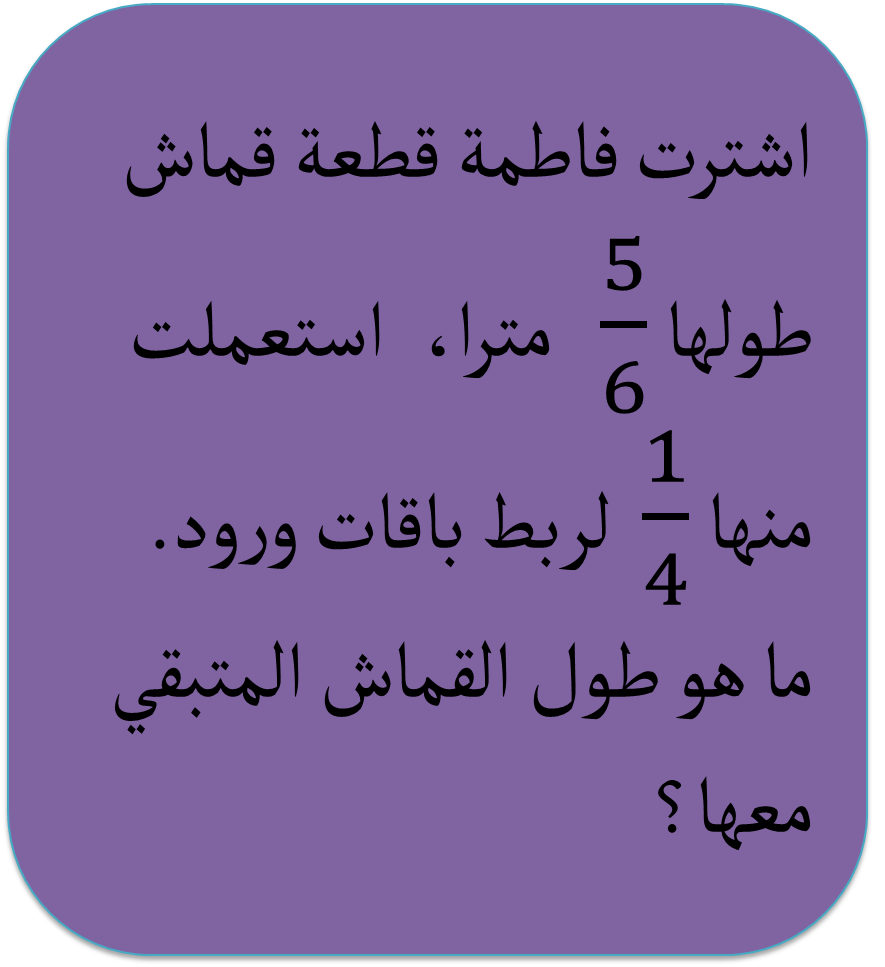 اشترت فاطمة قطعة قماش
طولها 5/6 مترا، استعملت
منها 1/4 لربط باقات ورود.
ما هو طول القماش المتبقي
معها؟